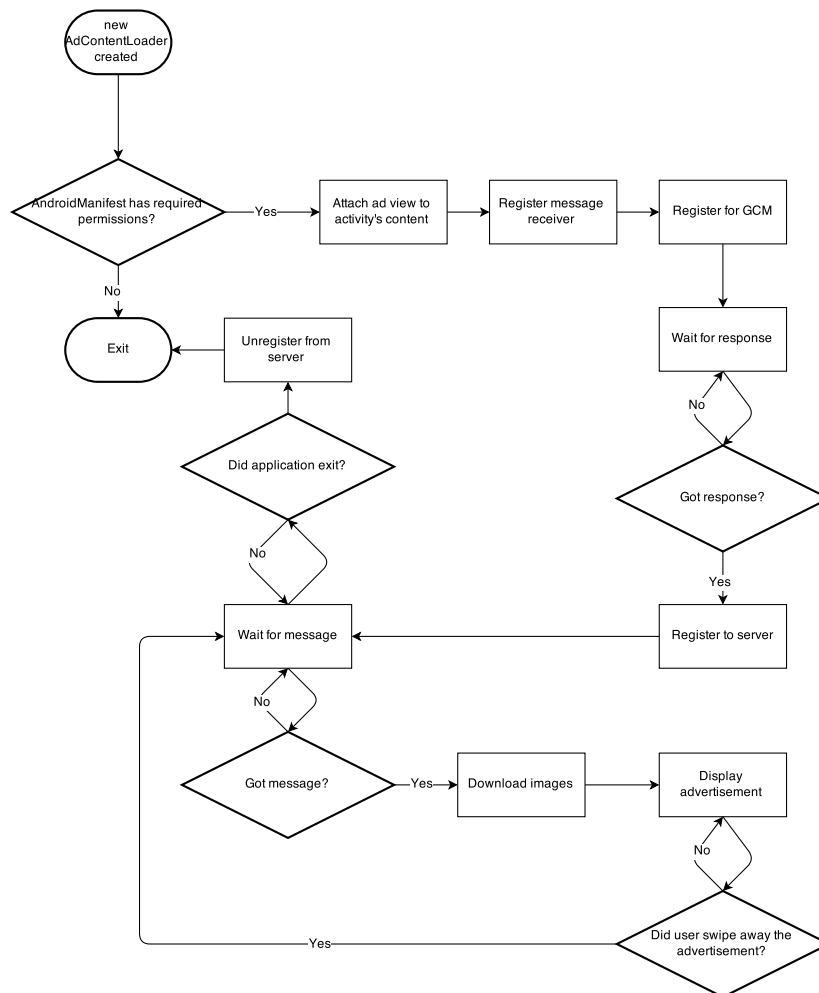 new
AdContentLoader
created
AndroidManifest has required
permissions?
Yes
Attach ad view to
activity's content
Register message
receiver
Register for GCM
No
Exit
Unregister from
server
Wait for response
No
Did application exit?
Got response?
No
Yes
Wait for message
Register to server
No
Got message?
Yes
Download images
Display
advertisement
No
Did user swipe away the
advertisement?
Yes